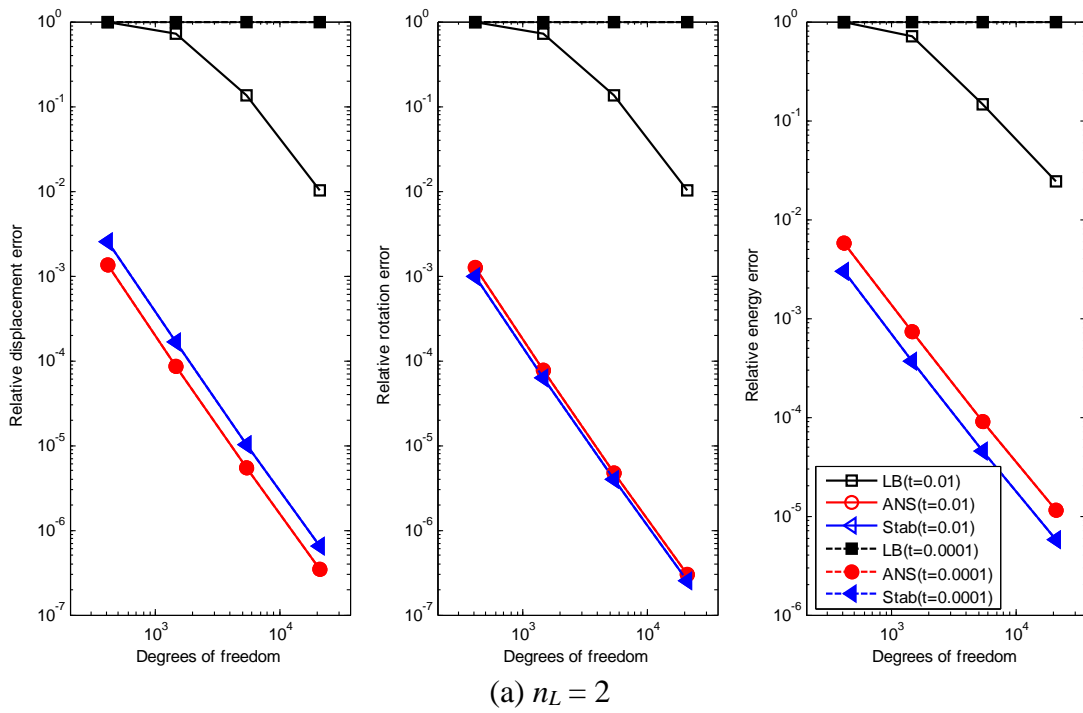 10^0
10^-1
10^-2
10^-3
10^-4
10^-5
10^-6
10^-7
Relative displacement error
10^3
10^4
Degrees of freedom
10^0
10^-1
10^-2
10^-3
10^-4
10^-5
10^-6
10^-7
Relative rotation error
10^3
10^4
Degrees of freedom
10^0
10^-1
10^-2
10^-3
10^-4
10^-5
10^-6
Relative energy error
10^3
10^4
Degrees of freedom
LB(t=0.01)
ANS(t=0.01)
Stab(t=0.01)
LB(t=0.0001)
ANS(t=0.0001)
Stab(t=0.0001)
(a) n_L = 2